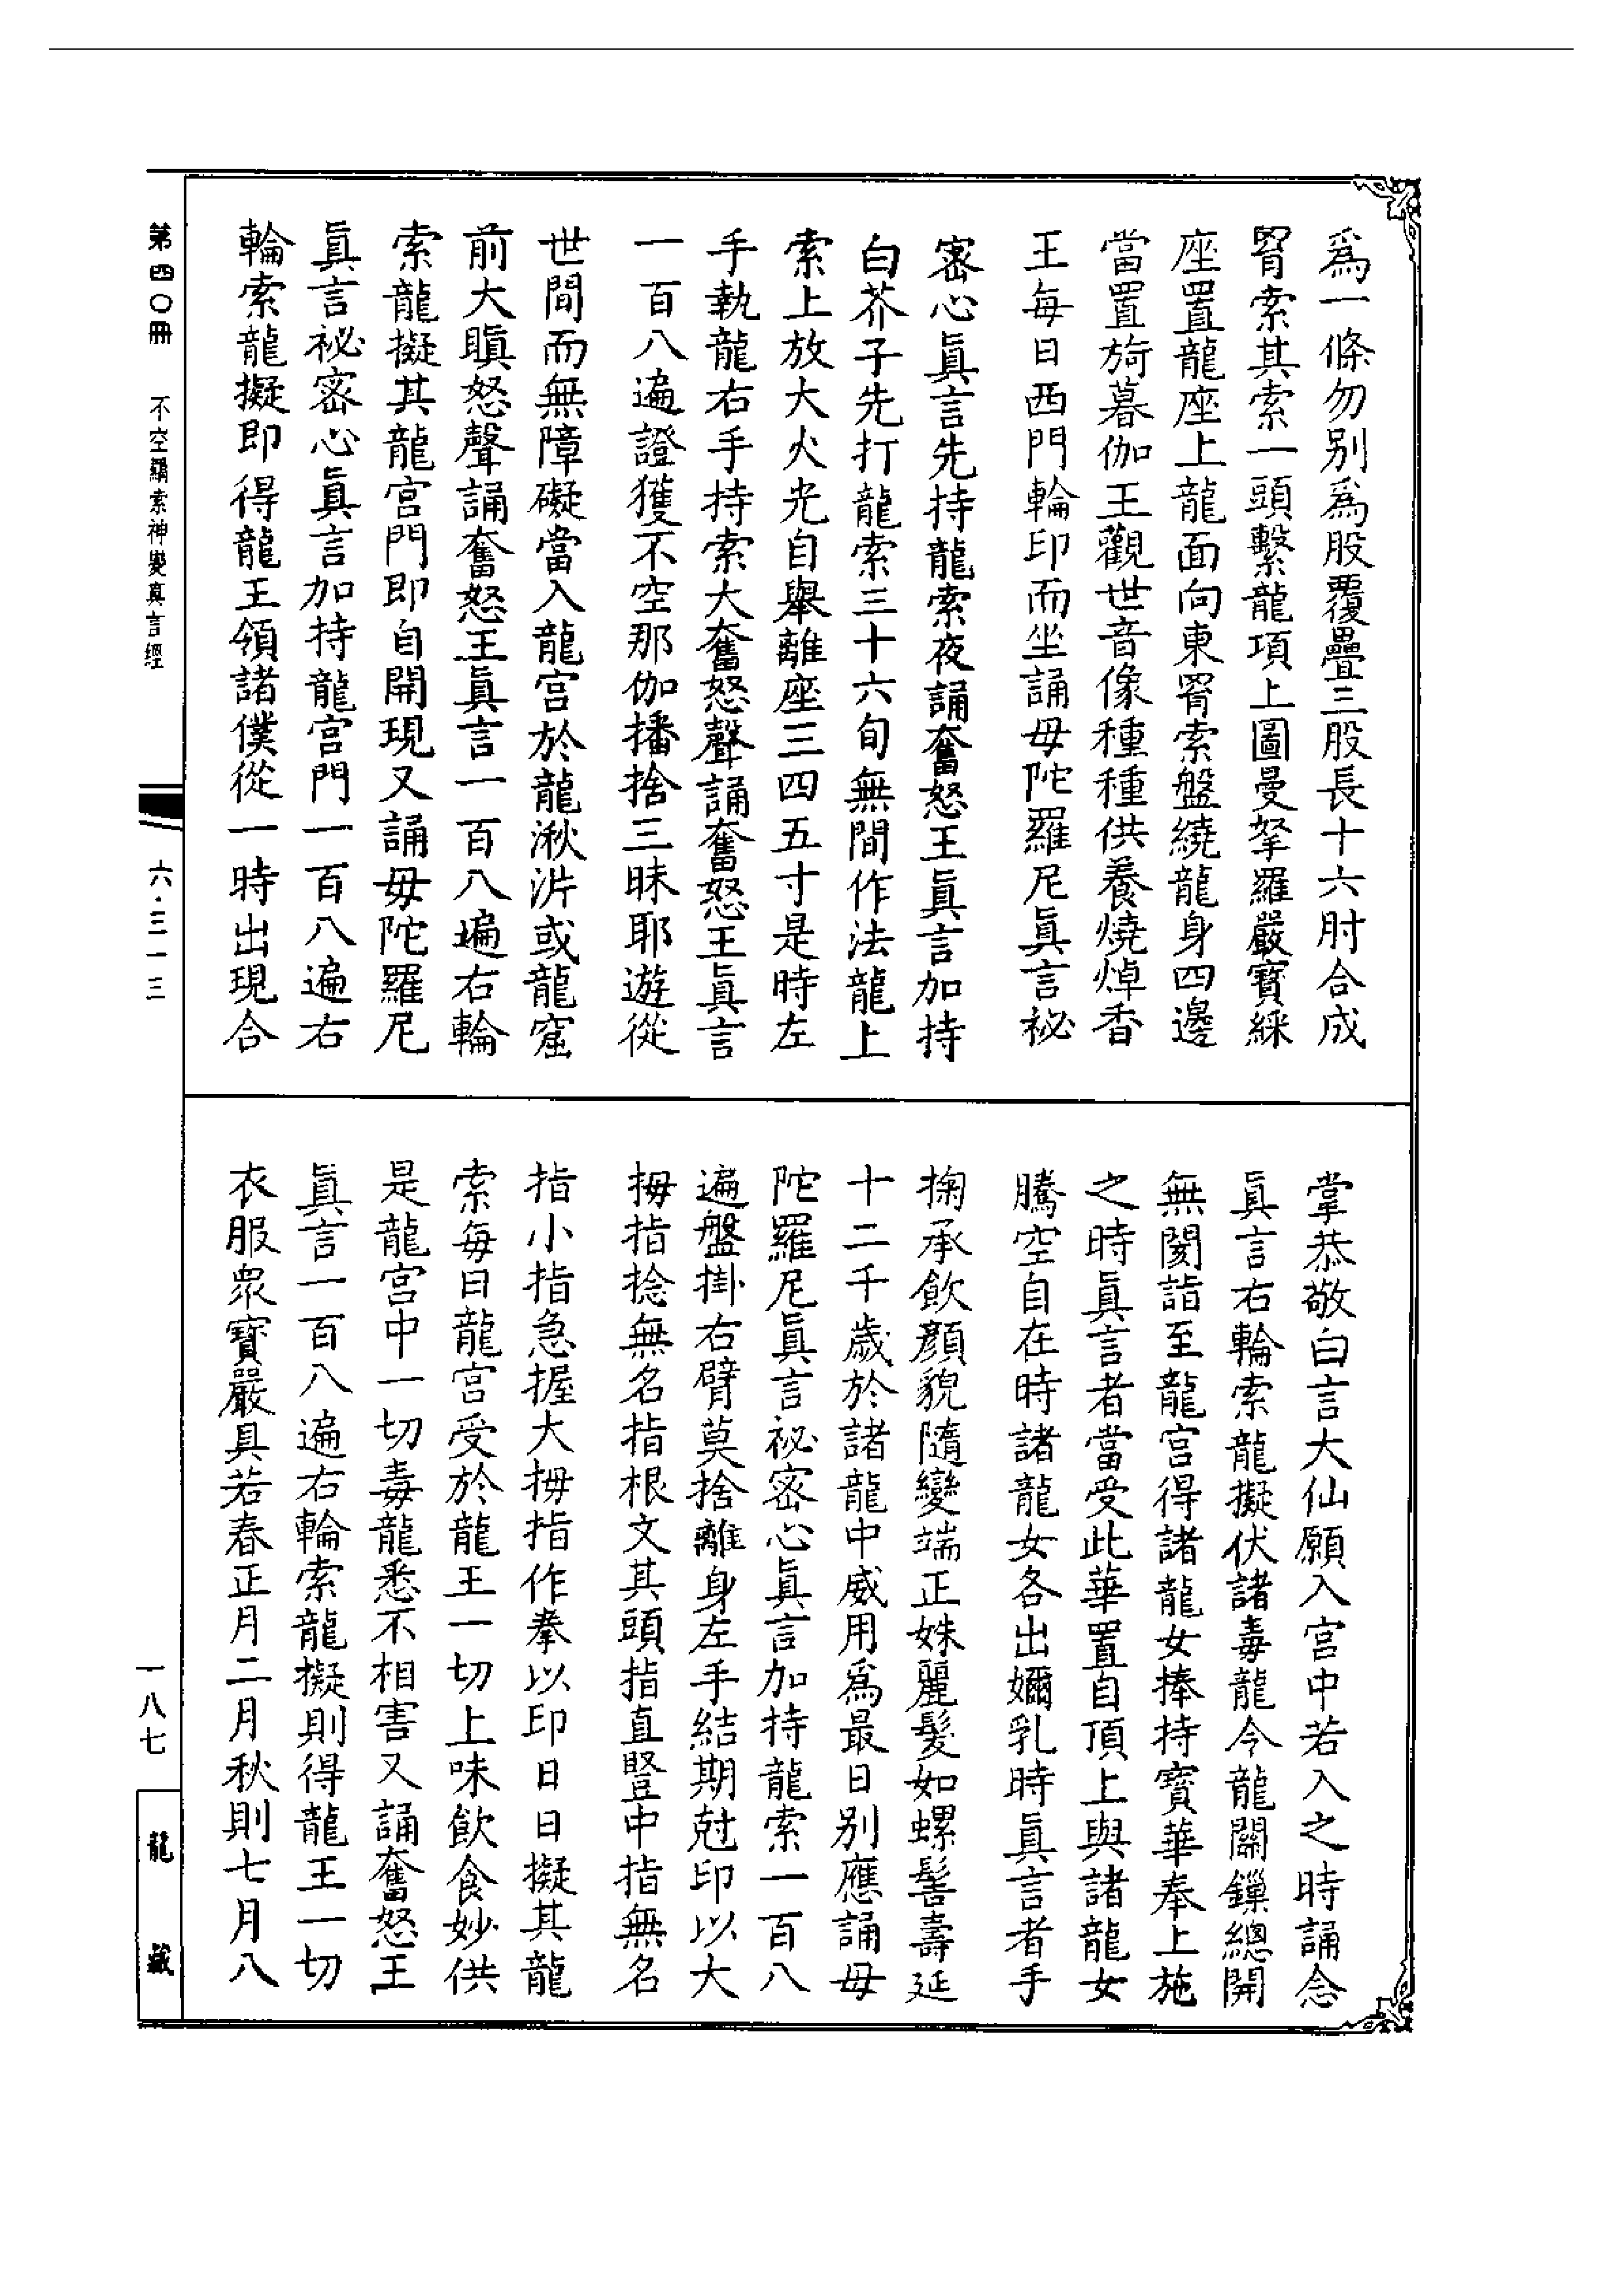 爲一條勿别爲股覆疊三股長十六肘合成
罥索其索一頭繫龍項上圖曼拏羅嚴寶綵
座置龍座上龍面向東罥索盤繞龍身四邊
當置旖暮伽王觀世音像種種供養燒焯香
王每日西門輪印而坐誦毋陀羅尼眞言祕
密心眞言先持龍索夜誦奮怒王眞言加持
白芥子先打龍索三十六旬無間作法龍上
索上放大火光自舉離座三四五寸是時左
手執龍右手持索大奮怒聲誦奮怒王眞言
一百八遍證獲不空那伽播捨三昧耶遊從
世間而無障礙當入龍宮於龍湫泲或龍窟
前大瞋怒聲誦奮怒王眞言一百八遍右輪
索龍擬其龍宮門即自開現又誦毋陀羅尼
眞言祕密心眞言加持龍宮門一百八遍右
輪索龍擬即得龍王領諸僕從一時出現合
掌恭敬白言大仙願入宮中若入之時誦念
眞言右輪索龍擬伏諸毒龍令龍關鏁總開
無閡詣至龍宮得諸龍女捧持寶華奉上施
之時眞言者當受此華置自頂上與諸龍女
騰空自在時諸龍女各出嬭乳時眞言者手
掬承飲顏貌隨變端正姝麗髮如螺髻壽延
十二千歲於諸龍中威用爲最日别應誦毋
陀羅尼眞言祕密心眞言加持龍索一百八
遍盤掛右臂莫捨離身左手結期尅印以大
拇指捻無名指根文其頭指直豎中指無名
指小指急握大拇指作拳以印日日擬其龍
索每日龍宮受於龍王一切上味飲食妙供
是龍宮中一切毒龍悉不相害又誦奮怒王
眞言一百八遍右輪索龍擬則得龍王一切
衣服眾寶嚴具若春正月二月秋則七月八
第四〇冊 不空羂索神變真言經 六·三一三 一八七 龍藏